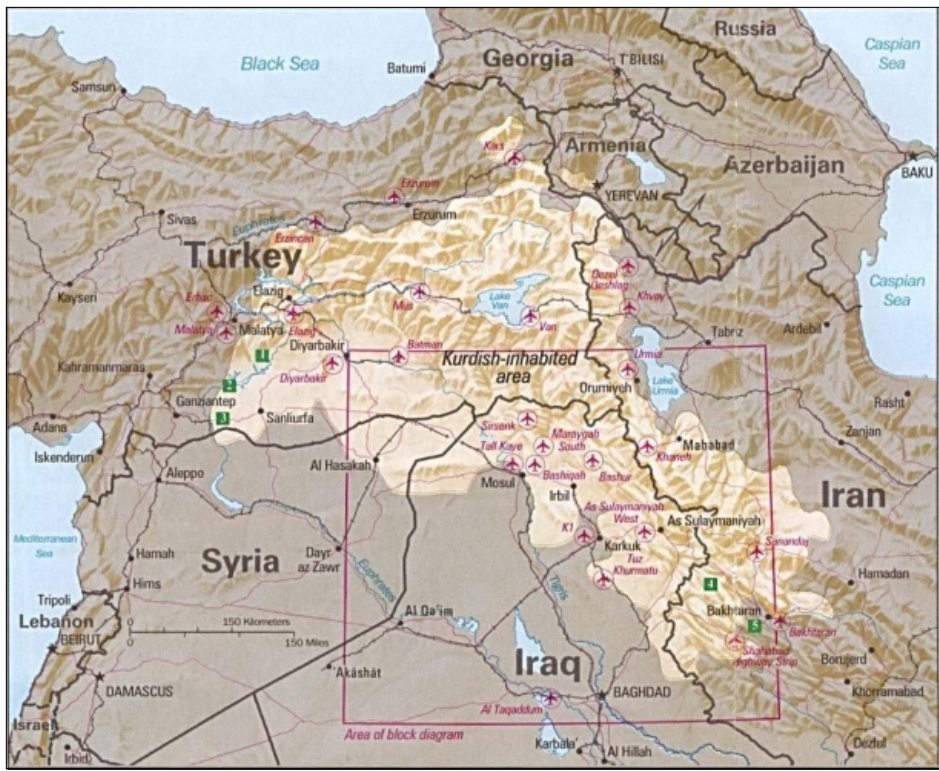 Russia
Caspian
Sea
Black Sea
Batumi
Georgia
T'BILISI
Samsun
Kars
Armenia
Azerbaijan
BAKU
YEREVAN
Erzurum
Erzurum
Sivas
Euphrates
Erzincan
Turkey
Caspian
Sea
Kayseri
Elazig
Erhac
Malatya
Malatya
Elazig
Mus
Lake
Van
Van
Khvoy
Tabriz
Ardebil
1
Diyarbakir
Batman
Kurdish-inhabited
area
Urmia
Kahramanmaras
Diyarbakir
2
Orumiyeh
Lake
Urmia
Rasht
Ganziantep
3
Sanliurfa
Adana
Sirsenk
Zanjan
Iskenderun
Mahabad
Khaneh
South
Tall Kaye
Bashiqah
Bashur
Aleppo
Al Hasakah
Mosul
Irbil
Iran
Mediterranean
Sea
As Sulaymaniyah
West
As Sulaymaniyah
K1
Karkuk
Hamah
Syria
Dayr
az Zawr
Tuz
Khurmatu
Sanandaj
Hamadan
Hims
Euphrates
Tigris
4
Tripoli
Lebanon
BEIRUT
150 Kilometers
150 Miles
Al Qa'im
Bakhtaran
5
Bakhtaran
Shahabad
Highway Strip
Borujerd
'Akāshāt
Iraq
DAMASCUS
BAGHDAD
Khorramabad
Al Taqaddum
Israel
Area of block diagram
Irbid
Karbala'
Al Hillah
Dezful